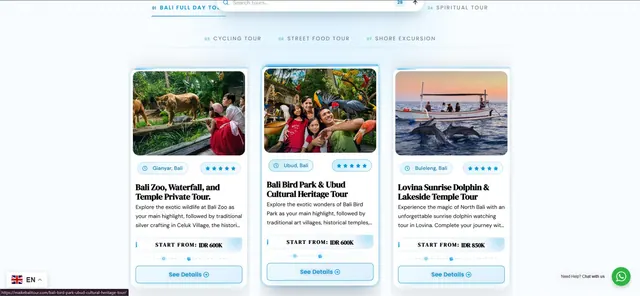 01 BALI FULL DAY TOUR
Search tours...
SPIRITUAL TOUR
CYCLING TOUR
STREET FOOD TOUR
SHORE EXCURSION
Gianyar, Bali
Bali Zoo, Waterfall, and
Temple Private Tour.
Explore the exotic wildlife at Bali Zoo as
your main highlight, followed by traditional
silver crafting in Celuk Village, the histori...
START FROM: IDR 600K
See Details
Ubud, Bali
Bali Bird Park & Ubud
Cultural Heritage Tour
Explore the exotic wonders of Bali Bird
Park as your main highlight, followed by
traditional art villages, historical temples,...
START FROM: IDR 600K
See Details
Buleleng, Bali
Lovina Sunrise Dolphin &
Lakeside Temple Tour
Experience the magic of North Bali with an
unforgettable sunrise dolphin watching
tour in Lovina. Complete your journey wit...
START FROM: IDR 850K
See Details
EN
Need Help? Chat with us